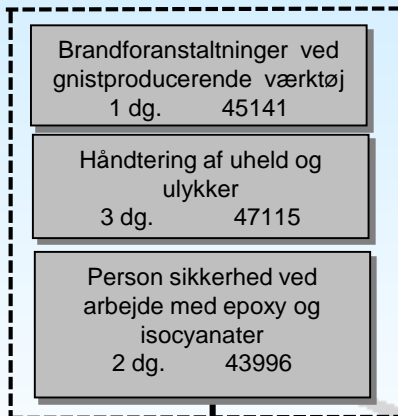 Brandforanstaltninger ved
gnistproducerende værktøj
1 dg. 45141
Håndtering af uheld og
ulykker
3 dg. 47115
Person sikkerhed ved
arbejde med epoxy og
isocyanater
2 dg. 43996